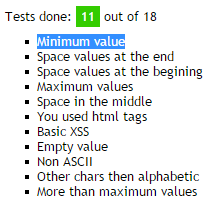 Tests done: 11 out of 18
Minimum value
Space values at the end
Space values at the begining
Maximum values
Space in the middle
You used html tags
Basic XSS
Empty value
Non ASCII
Other chars then alphabetic
More than maximum values